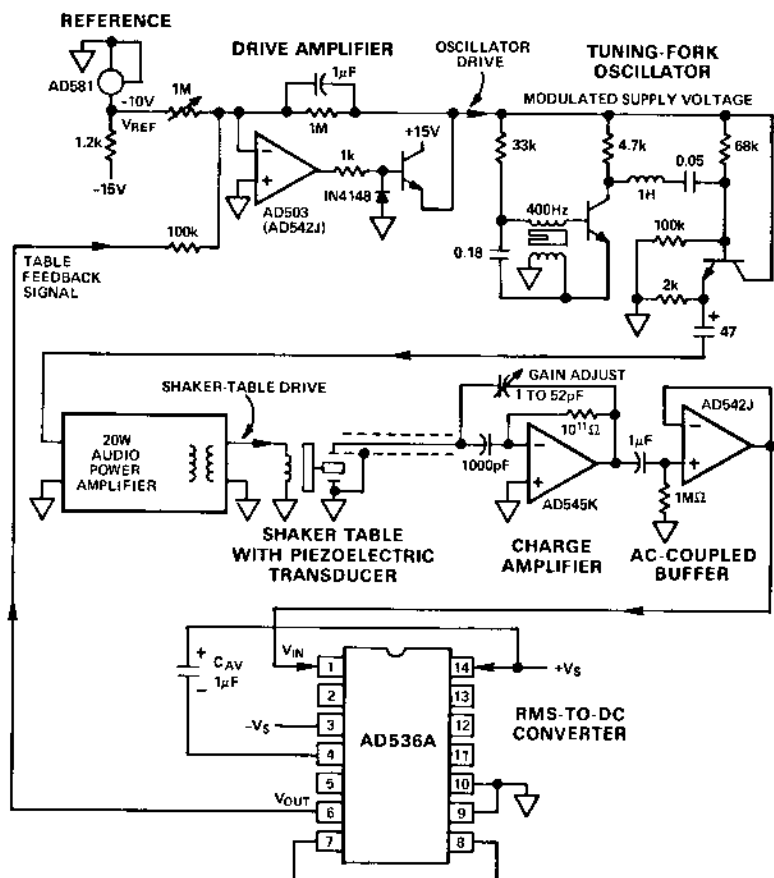 REFERENCE
AD581
-10V
VREF
1.2k
-15V
1M
DRIVE AMPLIFIER
1µF
1M
+15V
1k
IN4148
AD503
(AD542J)
100k
TABLE
FEEDBACK
SIGNAL
OSCILLATOR
DRIVE
TUNING-FORK
OSCILLATOR
MODULATED SUPPLY VOLTAGE
33k
4.7k
68k
0.05
1H
400Hz
0.18
100k
2k
+
47
SHAKER-TABLE DRIVE
20W
AUDIO
POWER
AMPLIFIER
SHAKER TABLE
WITH PIEZOELECTRIC
TRANSDUCER
GAIN ADJUST
1 TO 52pF
10¹¹Ω
1000pF
AD545K
CHARGE
AMPLIFIER
1µF
AD542J
1MΩ
AC-COUPLED
BUFFER
+
CAV
1µF
−
VIN
1
2
−VS
3
4
5
VOUT
6
7
AD536A
14
+VS
13
12
11
10
9
8
RMS-TO-DC
CONVERTER